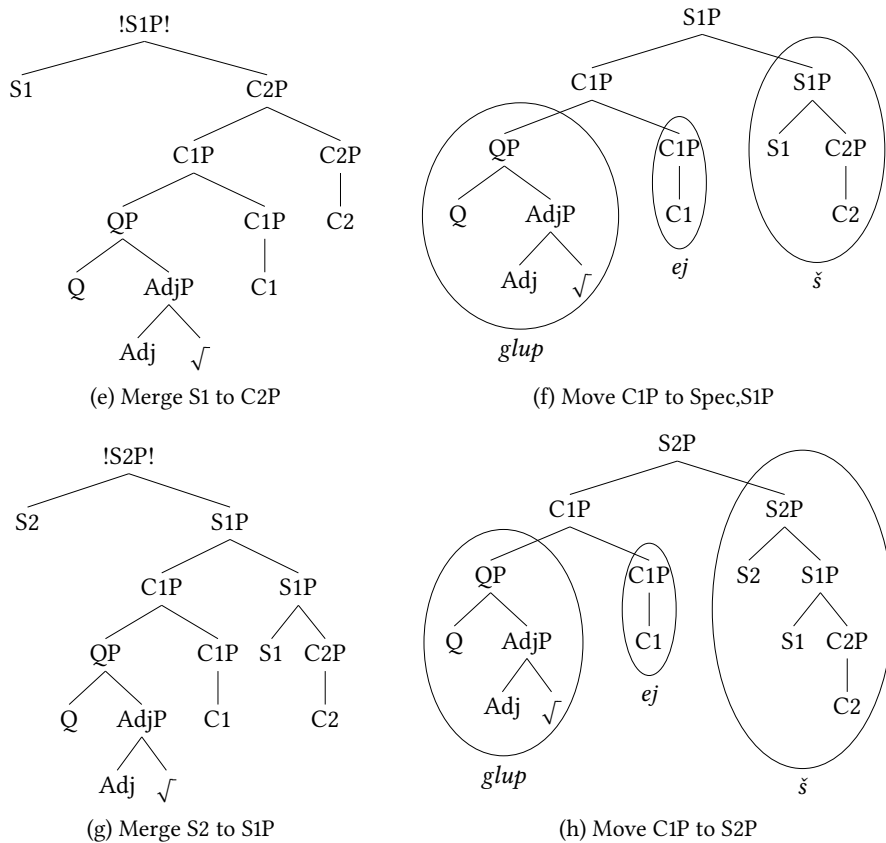 !S1P!
S1 C2P
C1P C2P
QP C1P C2
Q AdjP C1
Adj √
(e) Merge S1 to C2P
S1P
C1P S1P
QP C1P S1 C2P
Q AdjP C1 C2
Adj √ ej š
glup
(f) Move C1P to Spec,S1P
!S2P!
S2 S1P
C1P S1P
QP C1P S1 C2P
Q AdjP C1 C2
Adj √
(g) Merge S2 to S1P
S2P
C1P S2P
QP C1P S2 S1P
Q AdjP C1 S1 C2P
Adj √ ej C2
glup š
(h) Move C1P to S2P